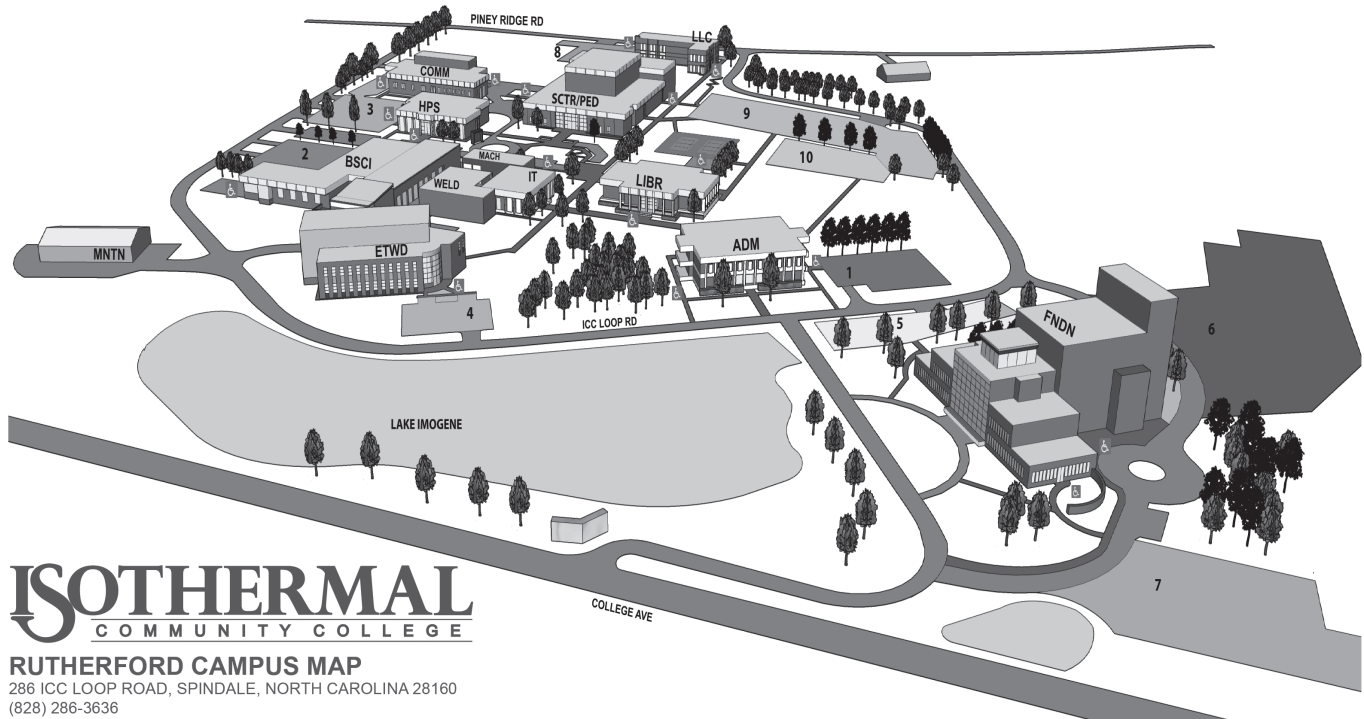 PINEY RIDGE RD
LLC
8
COMM
SCTR/PED
3
HPS
9
2
BSCI
MACH
10
IT
WELD
LIBR
MNTN
ETWD
ADM
1
4
ICC LOOP RD
5
FNDN
6
LAKE IMOGENE
7
COLLEGE AVE
ISOTHERMAL
COMMUNITY COLLEGE
RUTHERFORD CAMPUS MAP
286 ICC LOOP ROAD, SPINDALE, NORTH CAROLINA 28160
(828) 286-3636